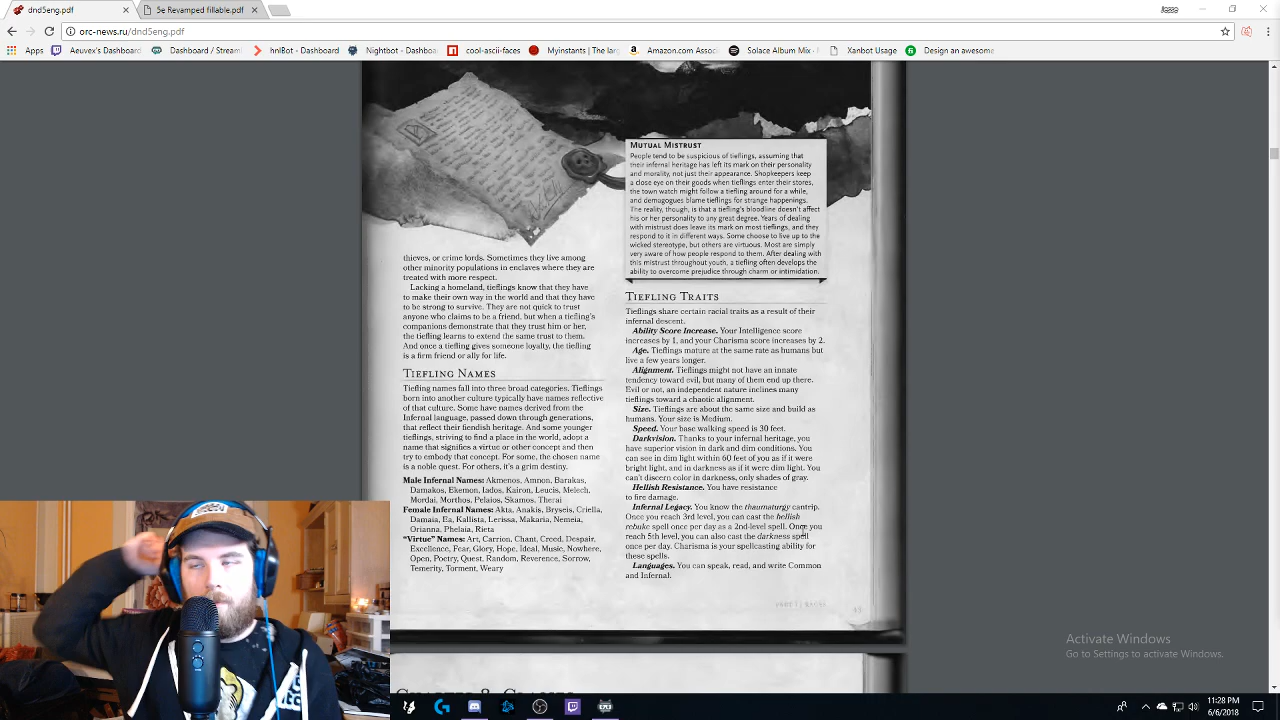 dnd5eng.pdf
5e Revamped fillable.pdf
orc-news.ru/dnd5eng.pdf
Apps
Aeuvex's Dashboard
Dashboard / Stream
hniBot - Dashboard
Nightbot - Dashboa
cool-ascii-faces
Myinstants | The larg
Amazon.com Assoc
Solace Album Mix -
Xanbot Usage
Design an awesome
thieves, or crime lords. Sometimes they live among
other minority populations in enclaves where they are
treated with more respect.
Lacking a homeland, tieflings know that they have
to make their own way in the world and that they have
to be strong to survive. They are not quick to trust
anyone who claims to be a friend, but when a tiefling's
companions demonstrate that they trust him or her,
the tiefling learns to extend the same trust to them.
And once a tiefling gives someone loyalty, the tiefling
is a firm friend or ally for life.
TIEFLING NAMES
Tiefling names fall into three broad categories. Tieflings
born into another culture typically have names reflective
of that culture. Some have names derived from the
Infernal language, passed down through generations,
that reflect their fiendish heritage. And some younger
tieflings, striving to find a place in the world, adopt a
name that signifies a virtue or other concept and then
try to embody that concept. For some, the chosen name
is a noble quest. For others, it's a grim destiny.
Male Infernal Names: Akmenos, Amnon, Barakas,
Damakos, Ekemon, Iados, Kairon, Leucis, Melech,
Mordai, Morthos, Pelaios, Skamos, Therai
Female Infernal Names: Akta, Anakis, Bryseis, Criella,
Damaia, Ea, Kallista, Lerissa, Makaria, Nemeia,
Orianna, Phelaia, Rieta
“Virtue” Names: Art, Carrion, Chant, Creed, Despair,
Excellence, Fear, Glory, Hope, Ideal, Music, Nowhere,
Open, Poetry, Quest, Random, Reverence, Sorrow,
Temerity, Torment, Weary
MUTUAL MISTRUST
People tend to be suspicious of tieflings, assuming that
their infernal heritage has left its mark on their personality
and morality, not just their appearance. Shopkeepers keep
a close eye on their goods when tieflings enter their stores,
the town watch might follow a tiefling around for a while,
and demagogues blame tieflings for strange happenings.
The reality, though, is that a tiefling's bloodline doesn't affect
his or her personality to any great degree. Years of dealing
with mistrust does leave its mark on most tieflings, and they
respond to it in different ways. Some choose to live up to the
wicked stereotype, but others are virtuous. Most are simply
very aware of how people respond to them. After dealing with
this mistrust throughout youth, a tiefling often develops the
ability to overcome prejudice through charm or intimidation.
TIEFLING TRAITS
Tieflings share certain racial traits as a result of their
infernal descent.
Ability Score Increase. Your Intelligence score
increases by 1, and your Charisma score increases by 2.
Age. Tieflings mature at the same rate as humans but
live a few years longer.
Alignment. Tieflings might not have an innate
tendency toward evil, but many of them end up there.
Evil or not, an independent nature inclines many
tieflings toward a chaotic alignment.
Size. Tieflings are about the same size and build as
humans. Your size is Medium.
Speed. Your base walking speed is 30 feet.
Darkvision. Thanks to your infernal heritage, you
have superior vision in dark and dim conditions. You
can see in dim light within 60 feet of you as if it were
bright light, and in darkness as if it were dim light. You
can't discern color in darkness, only shades of gray.
Hellish Resistance. You have resistance
to fire damage.
Infernal Legacy. You know the thaumaturgy cantrip.
Once you reach 3rd level, you can cast the hellish
rebuke spell once per day as a 2nd-level spell. Once you
reach 5th level, you can also cast the darkness spell
once per day. Charisma is your spellcasting ability for
these spells.
Languages. You can speak, read, and write Common
and Infernal.
Activate Windows
Go to Settings to activate Windows.
11:28 PM
6/6/2018